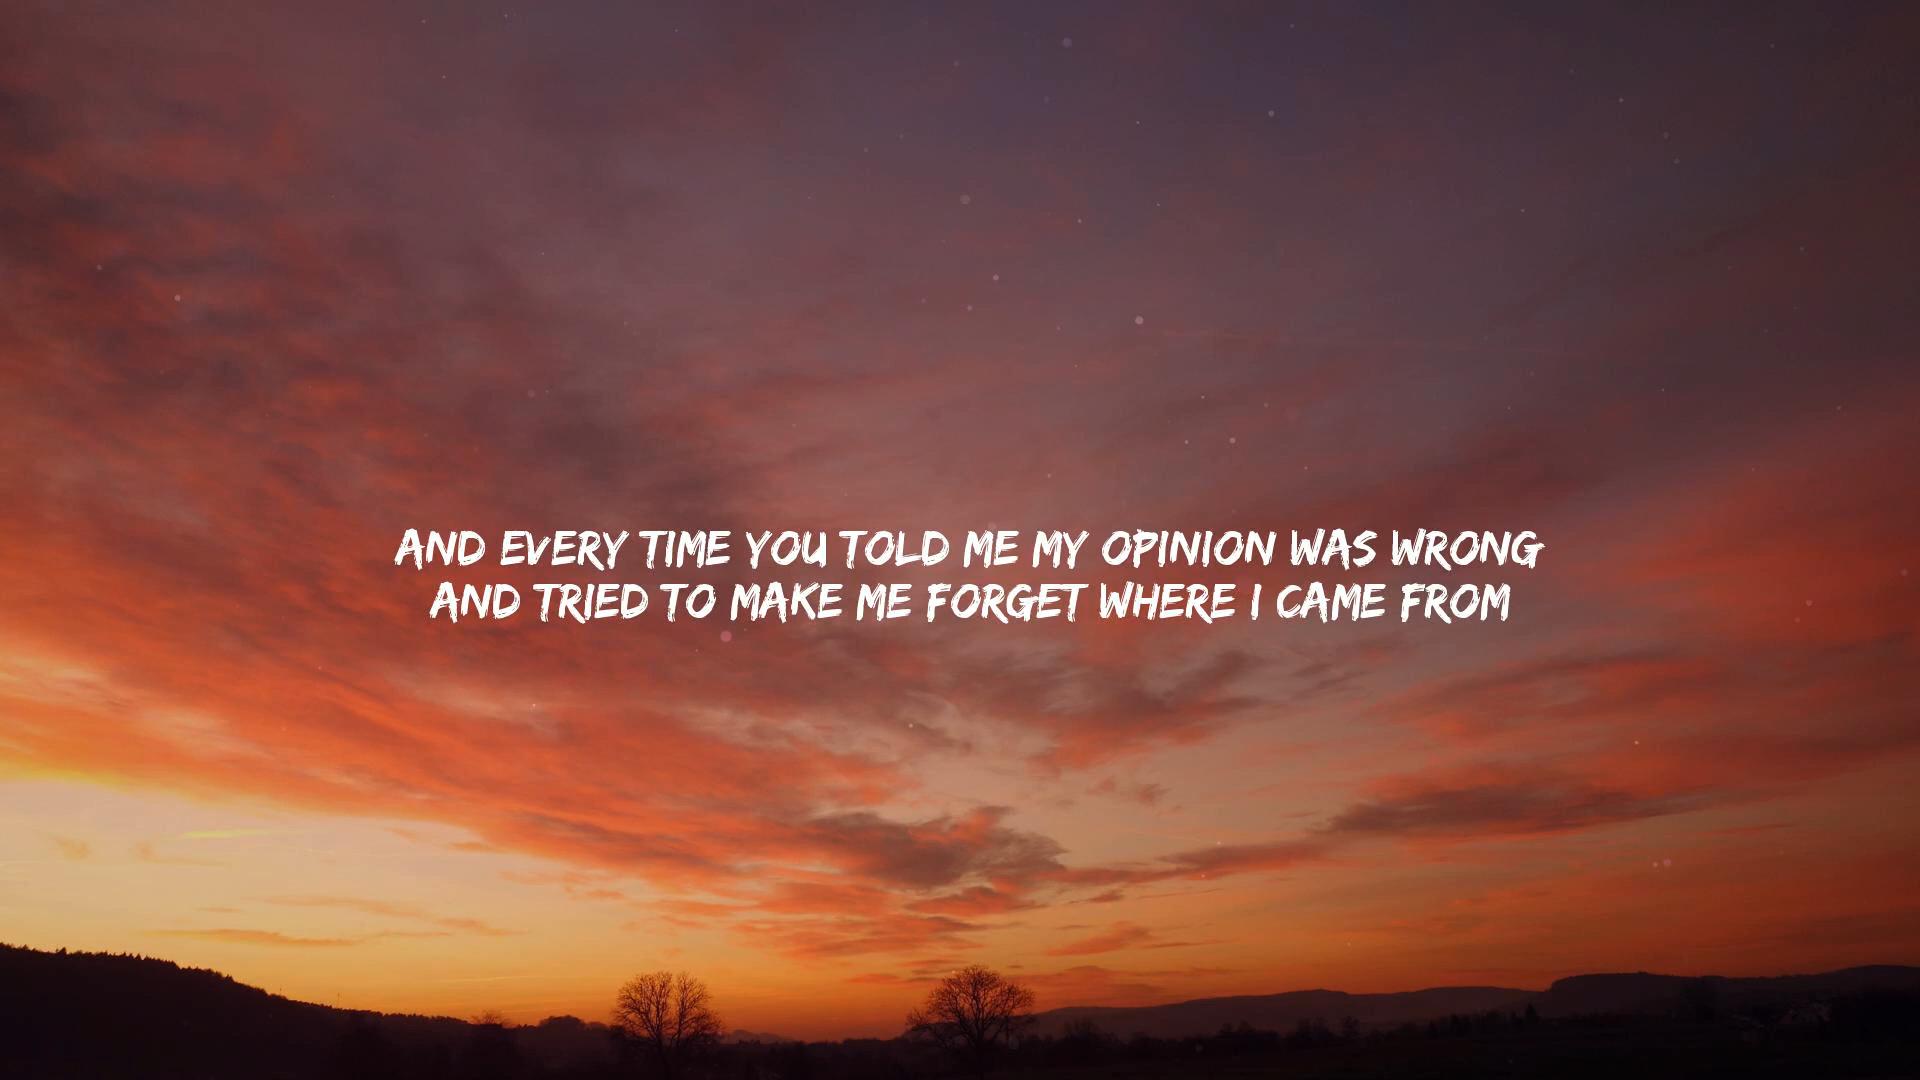 AND EVERY TIME YOU TOLD ME MY OPINION WAS WRONG
AND TRIED TO MAKE ME FORGET WHERE I CAME FROM